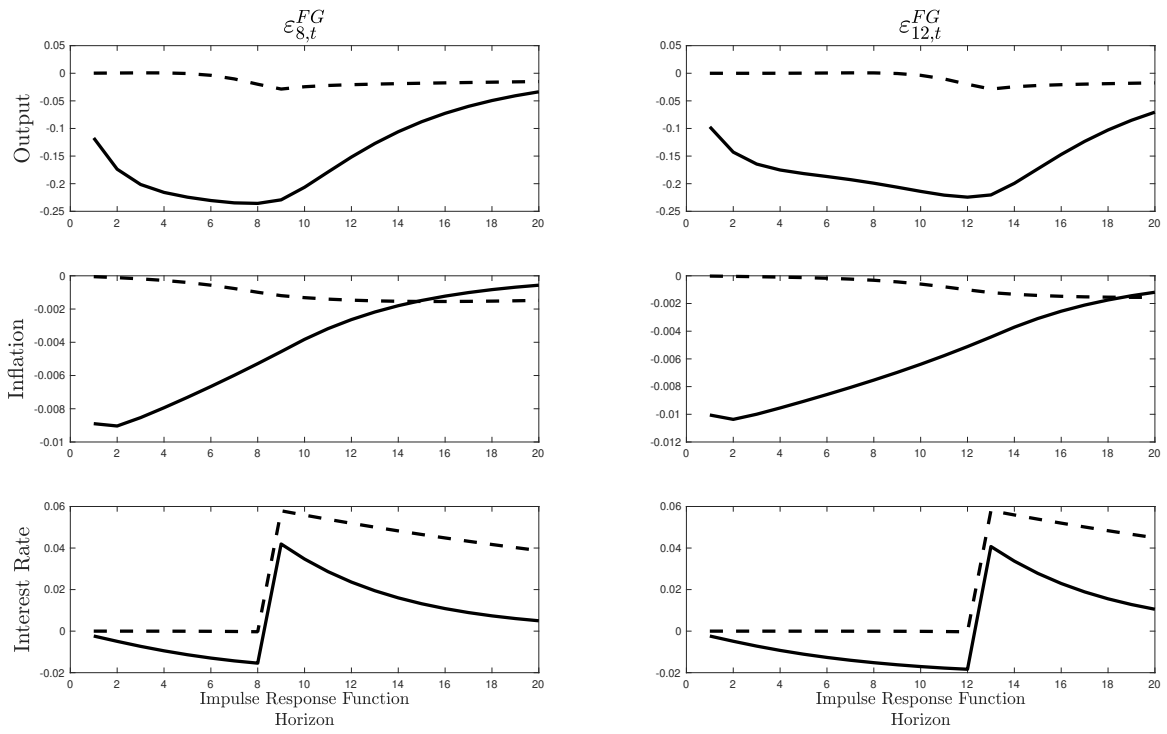 ε^{FG}_{8,t} ε^{FG}_{12,t}
Output
0.05 0 -0.05 -0.1 -0.15 -0.2 -0.25
0 2 4 6 8 10 12 14 16 18 20
0.05 0 -0.05 -0.1 -0.15 -0.2 -0.25
0 2 4 6 8 10 12 14 16 18 20
Inflation
0 -0.002 -0.004 -0.006 -0.008 -0.01
0 2 4 6 8 10 12 14 16 18 20
0 -0.002 -0.004 -0.006 -0.008 -0.01 -0.012
0 2 4 6 8 10 12 14 16 18 20
Interest Rate
0.06 0.04 0.02 0 -0.02
0 2 4 6 8 10 12 14 16 18 20
Impulse Response Function
Horizon
0.06 0.04 0.02 0 -0.02
0 2 4 6 8 10 12 14 16 18 20
Impulse Response Function
Horizon